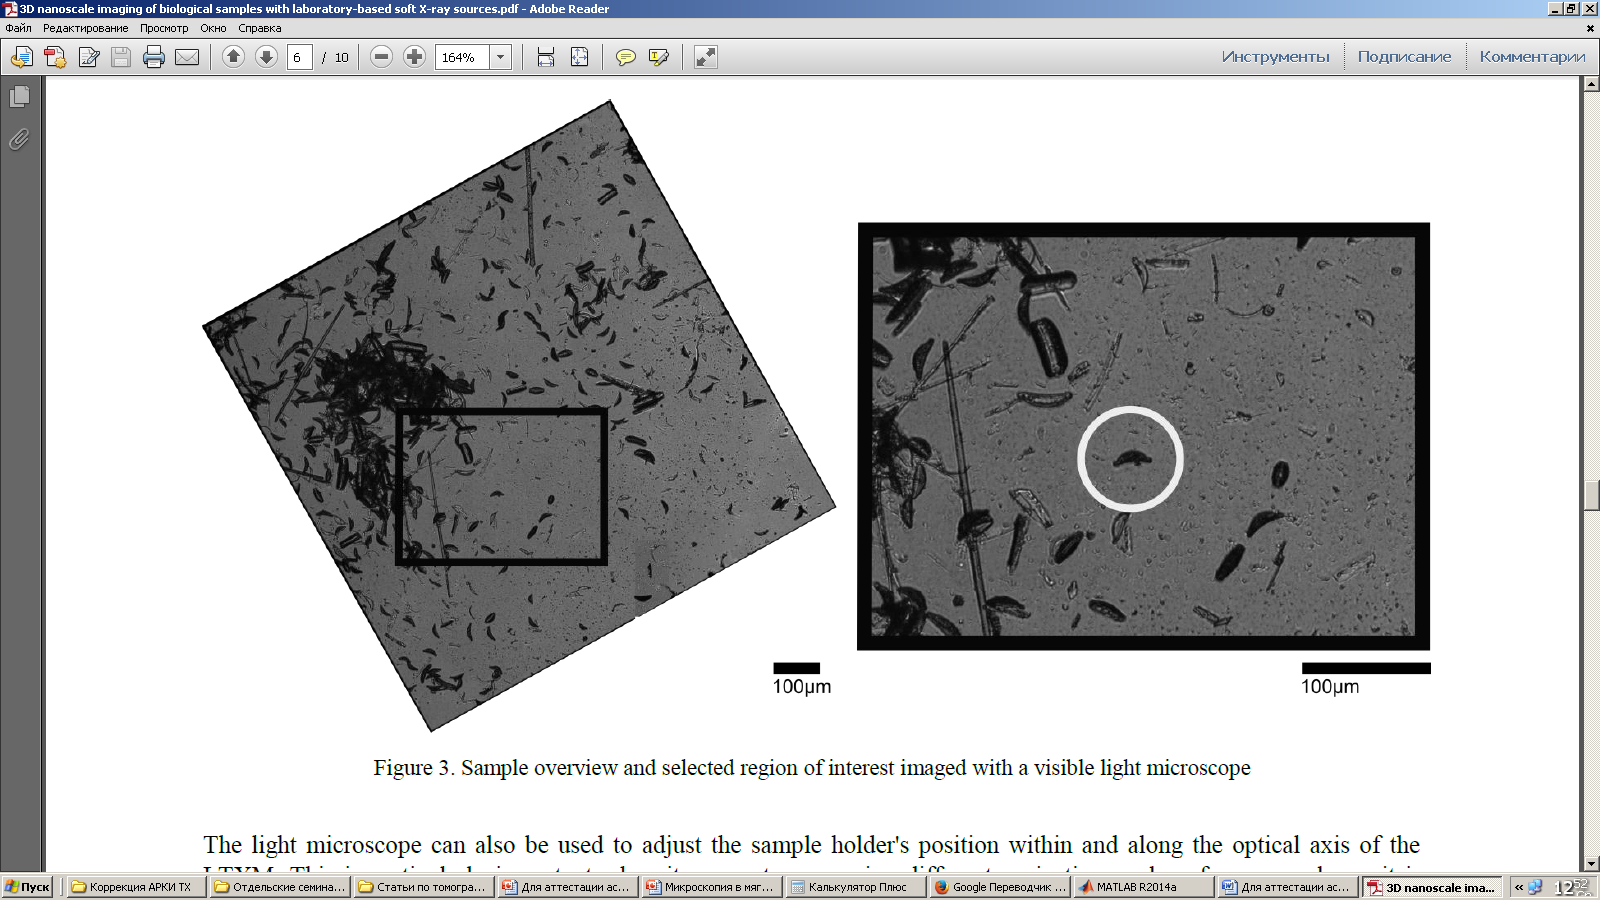 3D nanoscale imaging of biological samples with laboratory-based soft X-ray sources.pdf - Adobe Reader
Файл Редактирование Просмотр Окно Справка
6 / 10 164% Инструменты Подписание Комментарии
100µm 100µm
Figure 3. Sample overview and selected region of interest imaged with a visible light microscope
The light microscope can also be used to adjust the sample holder's position within and along the optical axis of the
Пуск Коррекция АРКИ ТХ Отдельские семина... Статьи по томогра... Для аттестации ас... Микроскопия в мяг... Калькулятор Плюс Google Переводчик ... MATLAB R2014a Для аттестации ас... 3D nanoscale ima... «